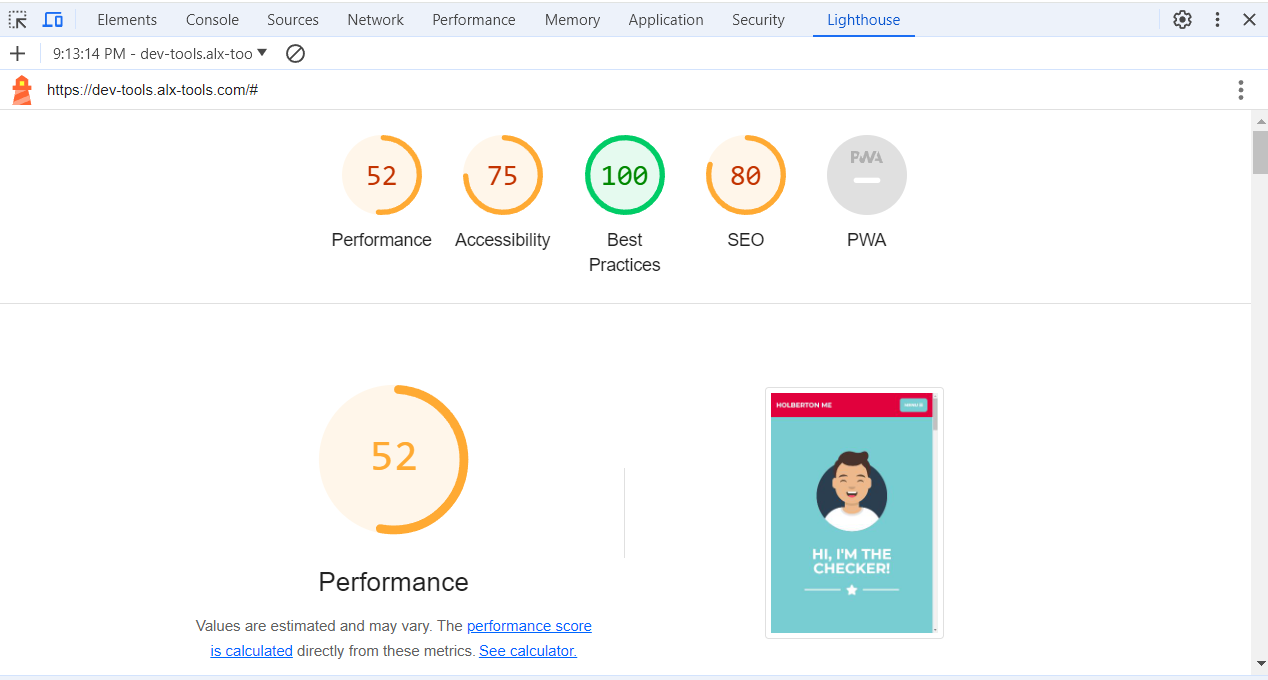 Elements Console Sources Network Performance Memory Application Security Lighthouse
9:13:14 PM - dev-tools.alx-too
https://dev-tools.alx-tools.com/#
52 75 100 80 PWA
Performance Accessibility Best Practices SEO PWA
52
HOLBERTON ME
HI, I'M THE
CHECKER!
Performance
Values are estimated and may vary. The performance score
is calculated directly from these metrics. See calculator.